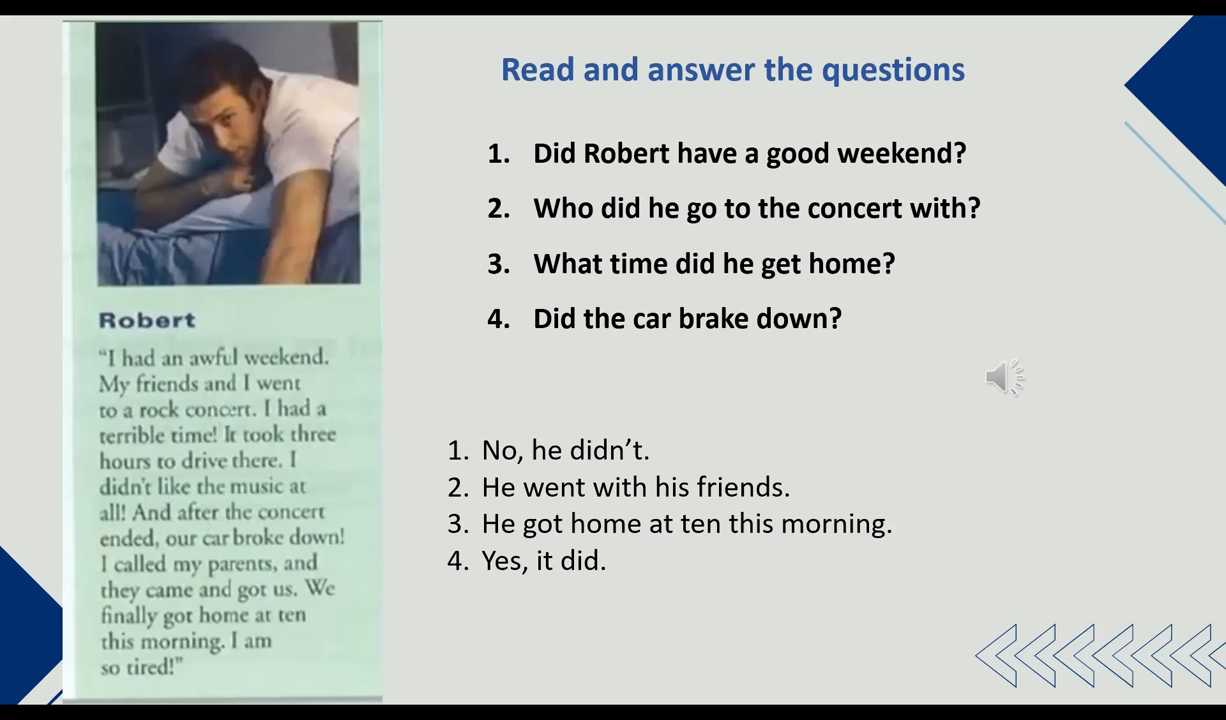 Read and answer the questions
1. Did Robert have a good weekend?
2. Who did he go to the concert with?
3. What time did he get home?
4. Did the car brake down?
Robert
“I had an awful weekend.
My friends and I went
to a rock concert. I had a
terrible time! It took three
hours to drive there. I
didn't like the music at
all! And after the concert
ended, our car broke down!
I called my parents, and
they came and got us. We
finally got home at ten
this morning. I am
so tired!”
1. No, he didn’t.
2. He went with his friends.
3. He got home at ten this morning.
4. Yes, it did.